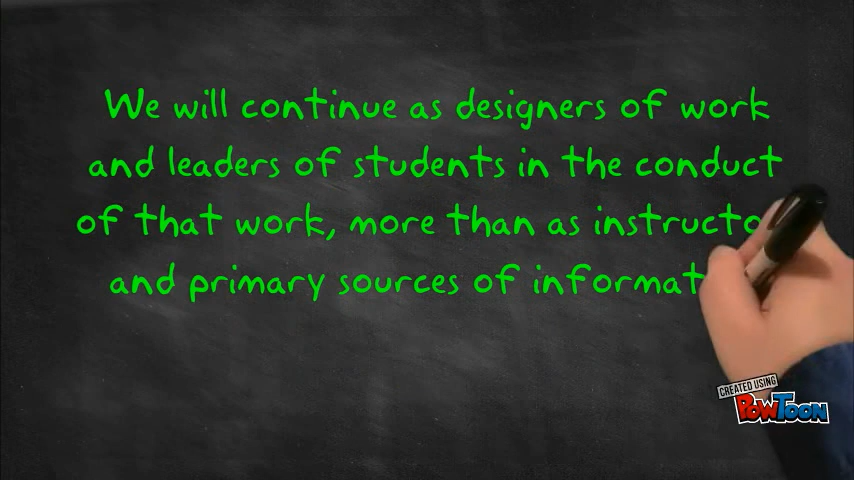 We will continue as designers of work
and leaders of students in the conduct
of that work, more than as instructo
and primary sources of informat
CREATED USING
POWTOON